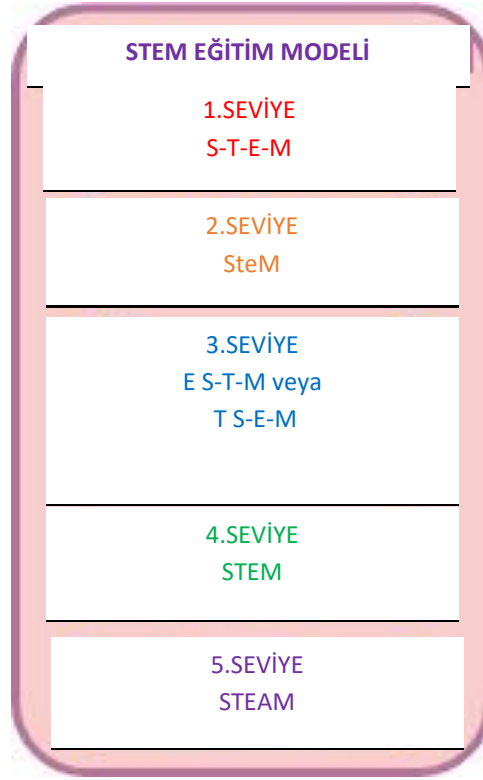 STEM EĞİTİM MODELİ
1.SEVİYE
S-T-E-M
2.SEVİYE
SteM
3.SEVİYE
E S-T-M veya
T S-E-M
4.SEVİYE
STEM
5.SEVİYE
STEAM